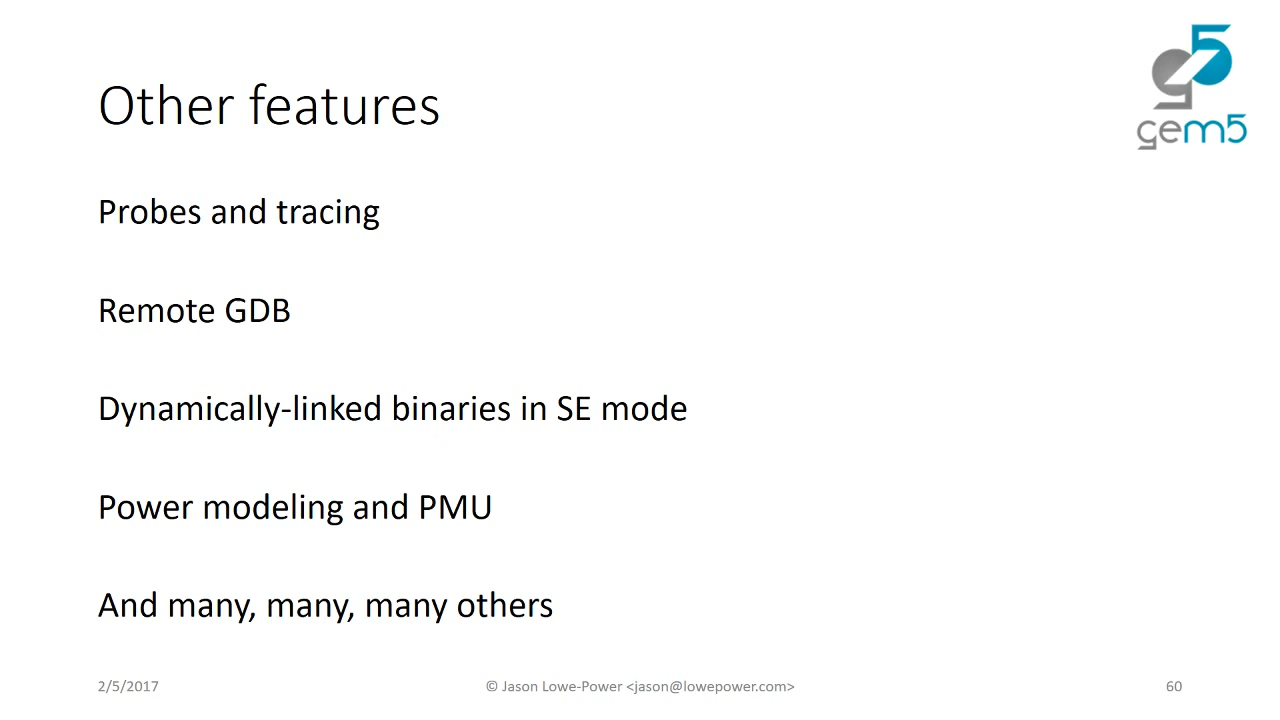 Other features
gem5
Probes and tracing
Remote GDB
Dynamically-linked binaries in SE mode
Power modeling and PMU
And many, many, many others
2/5/2017
© Jason Lowe-Power <jason@lowepower.com>
60